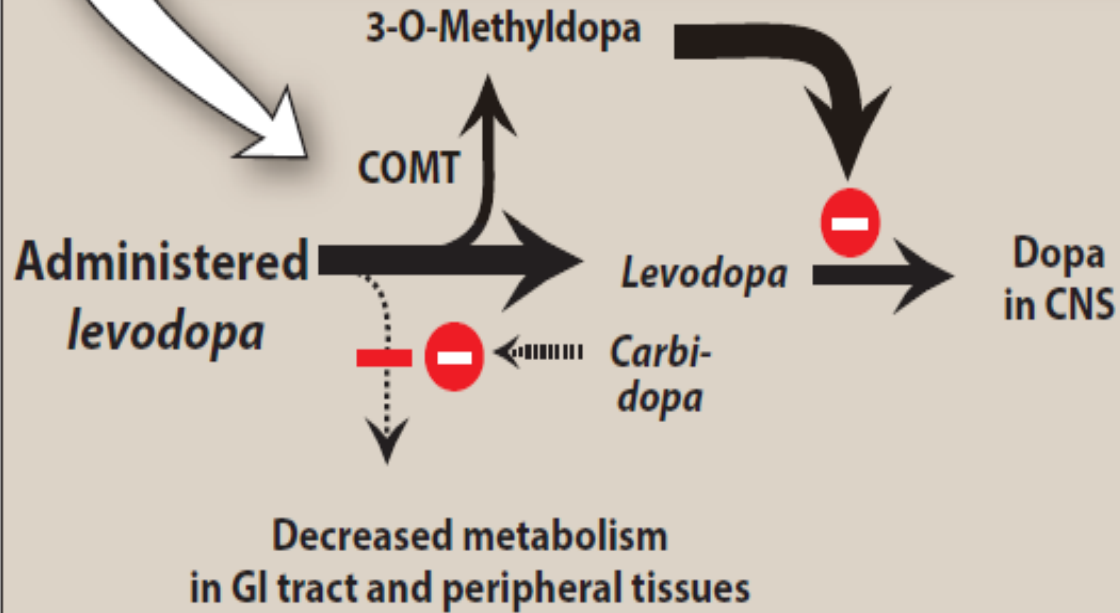 3-O-Methyldopa
COMT
Administered
levodopa
Levodopa
Dopa
in CNS
Carbi-
dopa
Decreased metabolism
in GI tract and peripheral tissues